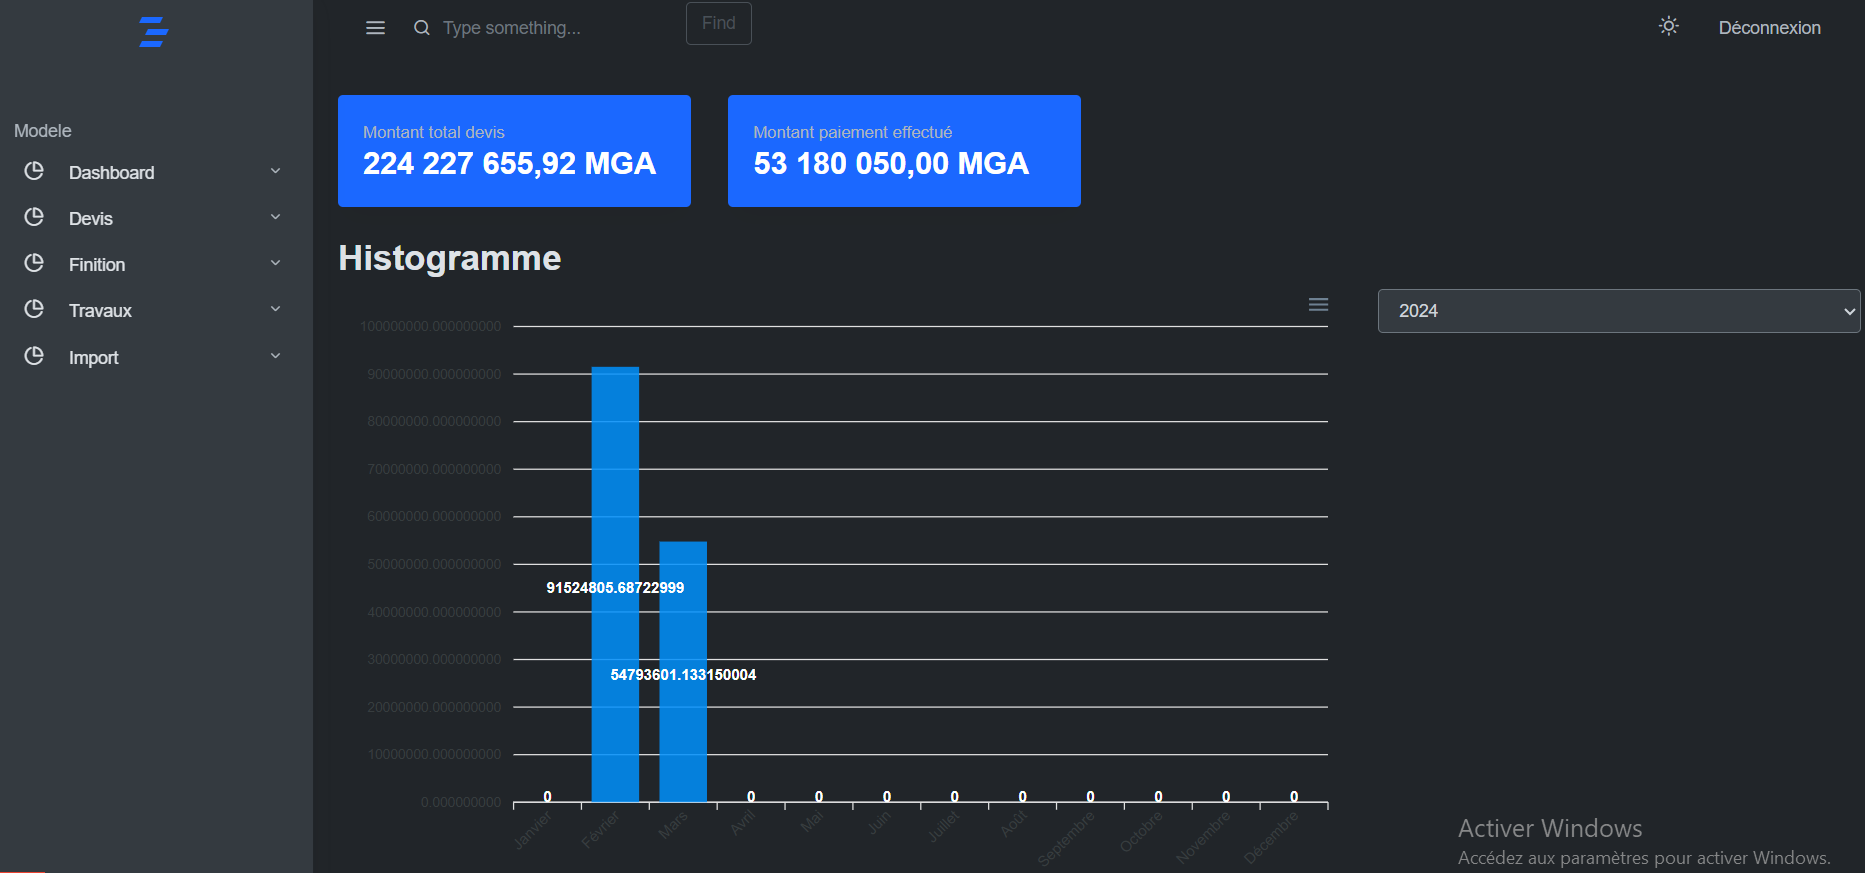 Type something...
Find
Déconnexion
Modele
Dashboard
Devis
Finition
Travaux
Import
Montant total devis
224 227 655,92 MGA
Montant paiement effectué
53 180 050,00 MGA
Histogramme
2024
100000000.000000000
90000000.000000000
80000000.000000000
70000000.000000000
60000000.000000000
50000000.000000000
40000000.000000000
30000000.000000000
20000000.000000000
10000000.000000000
0.000000000
91524805.68722999
54793601.133150004
0
0
0
0
0
0
0
0
0
0
Janvier
Février
Mars
Avril
Mai
Juin
Juillet
Août
Septembre
Octobre
Novembre
Décembre
Activer Windows
Accédez aux paramètres pour activer Windows.